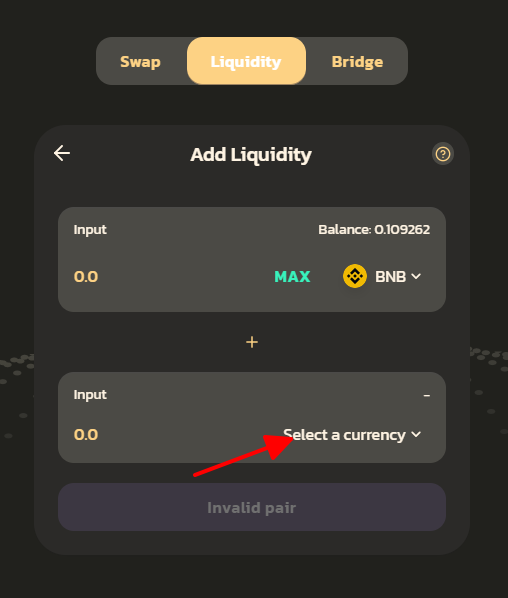 Swap Liquidity Bridge
Add Liquidity
Input Balance: 0.109262
0.0 MAX BNB
+
Input -
0.0 Select a currency
Invalid pair